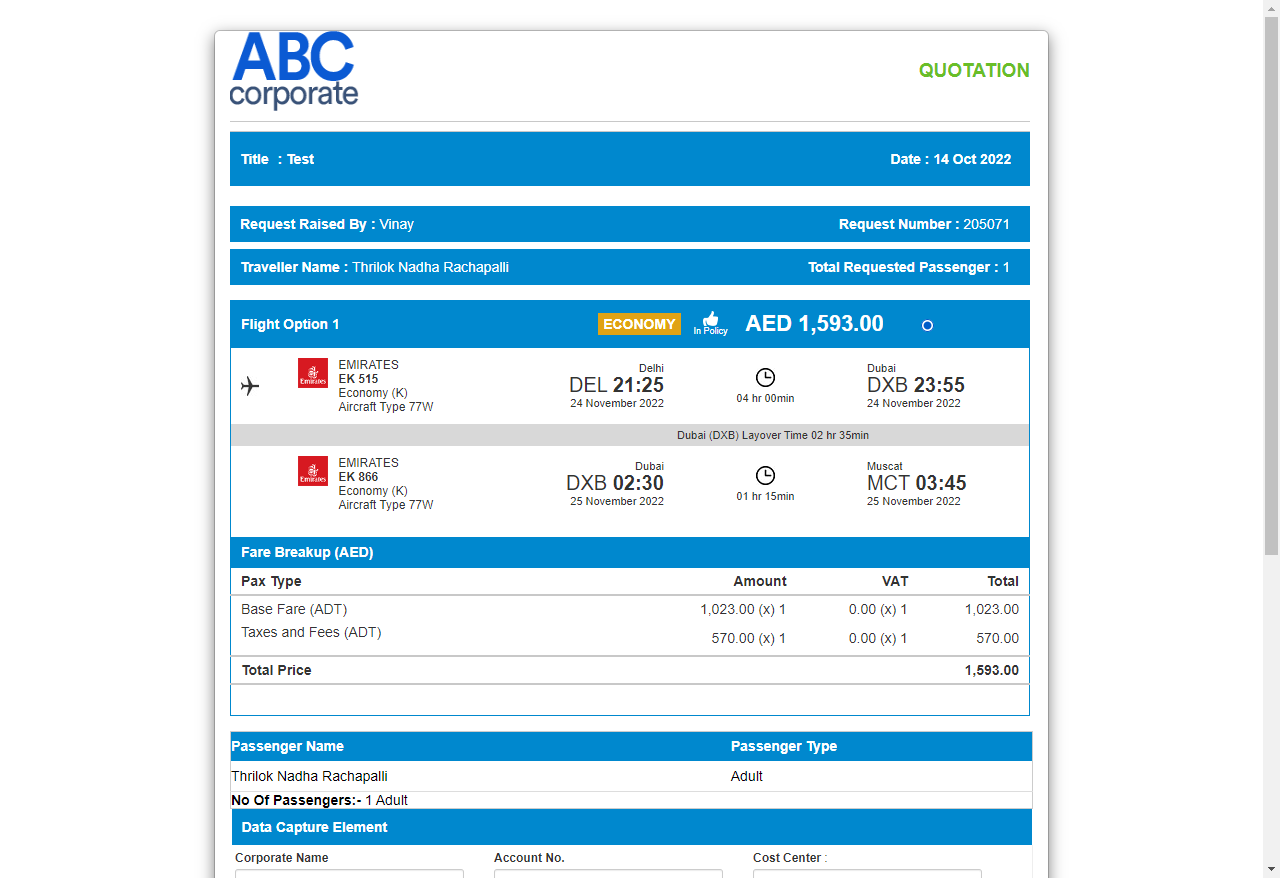 ABC
corporate
QUOTATION
Title : Test Date : 14 Oct 2022
Request Raised By : Vinay Request Number : 205071
Traveller Name : Thrilok Nadha Rachapalli Total Requested Passenger : 1
Flight Option 1 ECONOMY In Policy AED 1,593.00
Emirates
EMIRATES
EK 515
Economy (K)
Aircraft Type 77W
Delhi
DEL 21:25
24 November 2022
04 hr 00min
Dubai
DXB 23:55
24 November 2022
Dubai (DXB) Layover Time 02 hr 35min
Emirates
EMIRATES
EK 866
Economy (K)
Aircraft Type 77W
Dubai
DXB 02:30
25 November 2022
01 hr 15min
Muscat
MCT 03:45
25 November 2022
Fare Breakup (AED)
Pax Type Amount VAT Total
Base Fare (ADT) 1,023.00 (x) 1 0.00 (x) 1 1,023.00
Taxes and Fees (ADT) 570.00 (x) 1 0.00 (x) 1 570.00
Total Price 1,593.00
Passenger Name Passenger Type
Thrilok Nadha Rachapalli Adult
No Of Passengers:- 1 Adult
Data Capture Element
Corporate Name Account No. Cost Center :